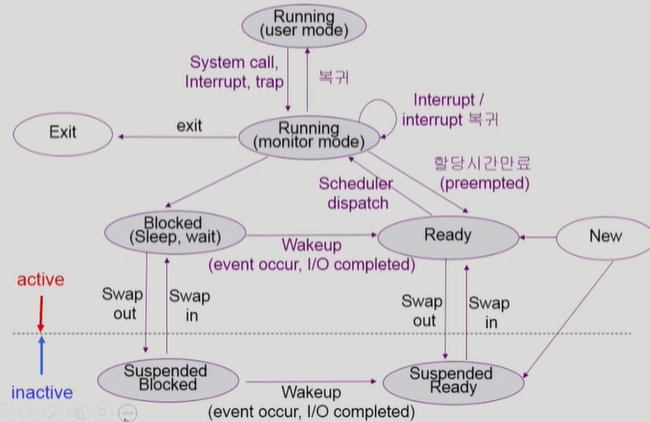 Running
(user mode)
System call,
Interrupt, trap
복귀
Interrupt /
interrupt 복귀
Exit
exit
Running
(monitor mode)
할당시간만료
(preempted)
Scheduler
dispatch
Blocked
(Sleep, wait)
Wakeup
(event occur, I/O completed)
Ready
New
active
Swap
out
Swap
in
Swap
out
Swap
in
inactive
Suspended
Blocked
Wakeup
(event occur, I/O completed)
Suspended
Ready